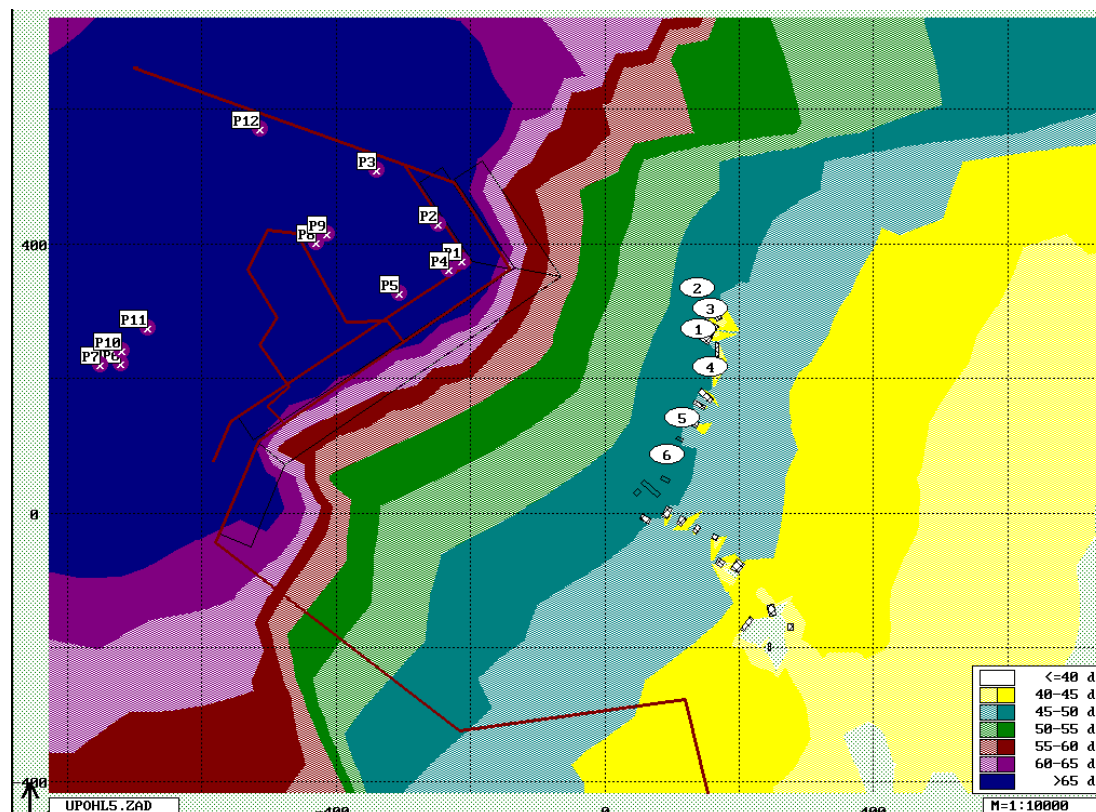 P12
P3
P2
P9
P8
400
P1
P4
P5
2
3
P11
1
P10
P7 P6
4
5
6
0
<=40 d
40-45 d
45-50 d
50-55 d
55-60 d
60-65 d
>65 d
-400
UPOHL5.ZAD
-400
0
400
M=1:10000